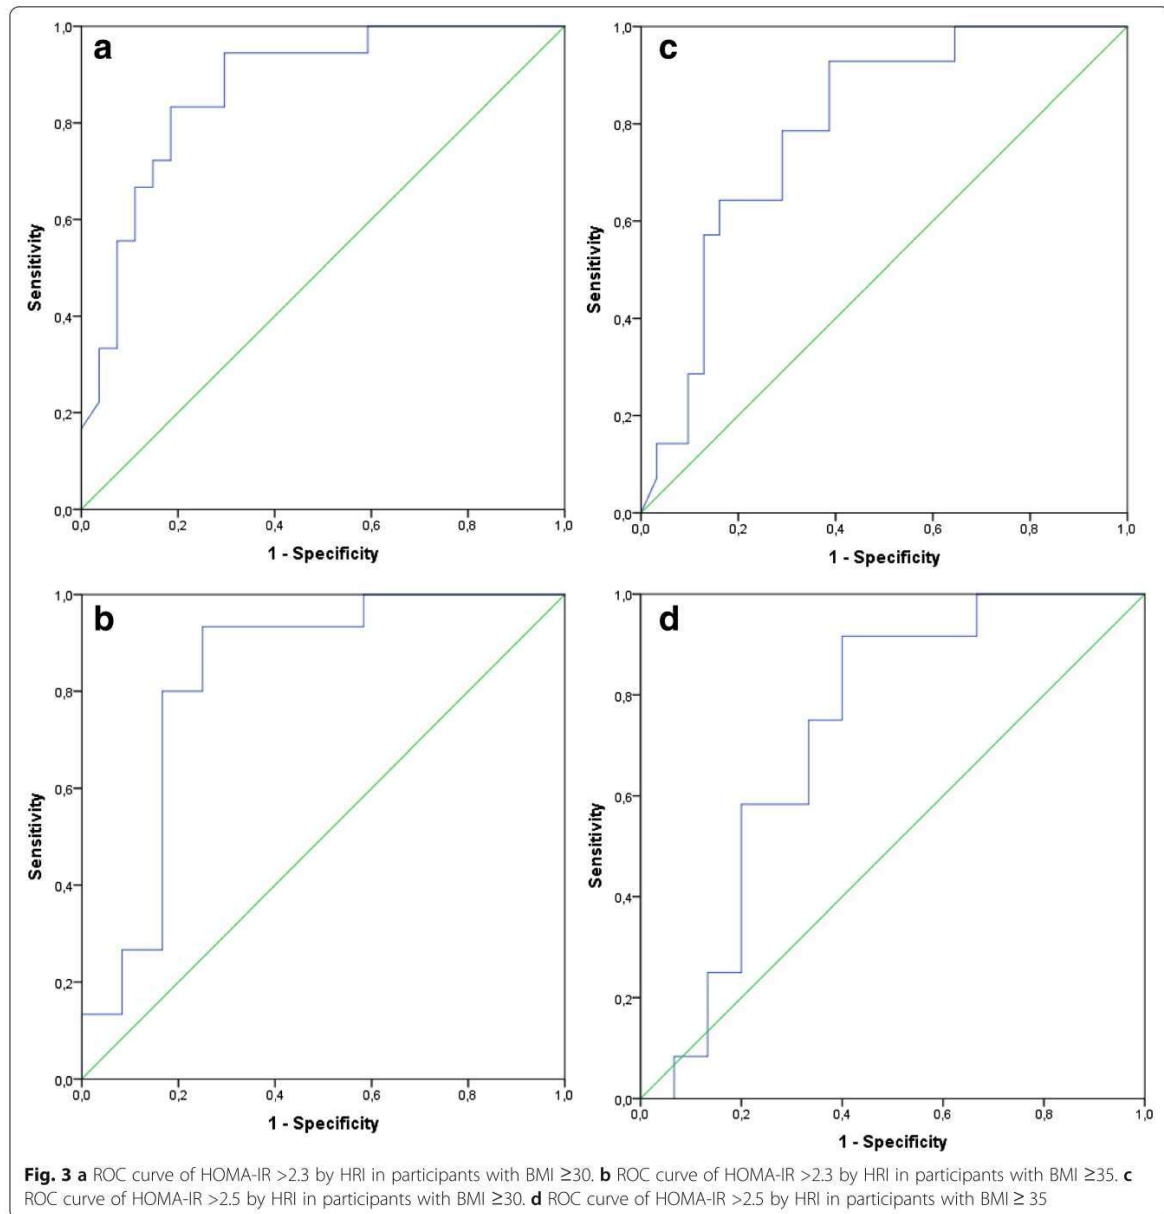 a
1,0
0,8
0,6
0,4
0,2
0,0
Sensitivity
0,0 0,2 0,4 0,6 0,8 1,0
1 - Specificity
c
1,0
0,8
0,6
0,4
0,2
0,0
Sensitivity
0,0 0,2 0,4 0,6 0,8 1,0
1 - Specificity
b
1,0
0,8
0,6
0,4
0,2
0,0
Sensitivity
0,0 0,2 0,4 0,6 0,8 1,0
1 - Specificity
d
1,0
0,8
0,6
0,4
0,2
0,0
Sensitivity
0,0 0,2 0,4 0,6 0,8 1,0
1 - Specificity
Fig. 3 a ROC curve of HOMA-IR >2.3 by HRI in participants with BMI ≥30. b ROC curve of HOMA-IR >2.3 by HRI in participants with BMI ≥35. c
ROC curve of HOMA-IR >2.5 by HRI in participants with BMI ≥30. d ROC curve of HOMA-IR >2.5 by HRI in participants with BMI ≥ 35